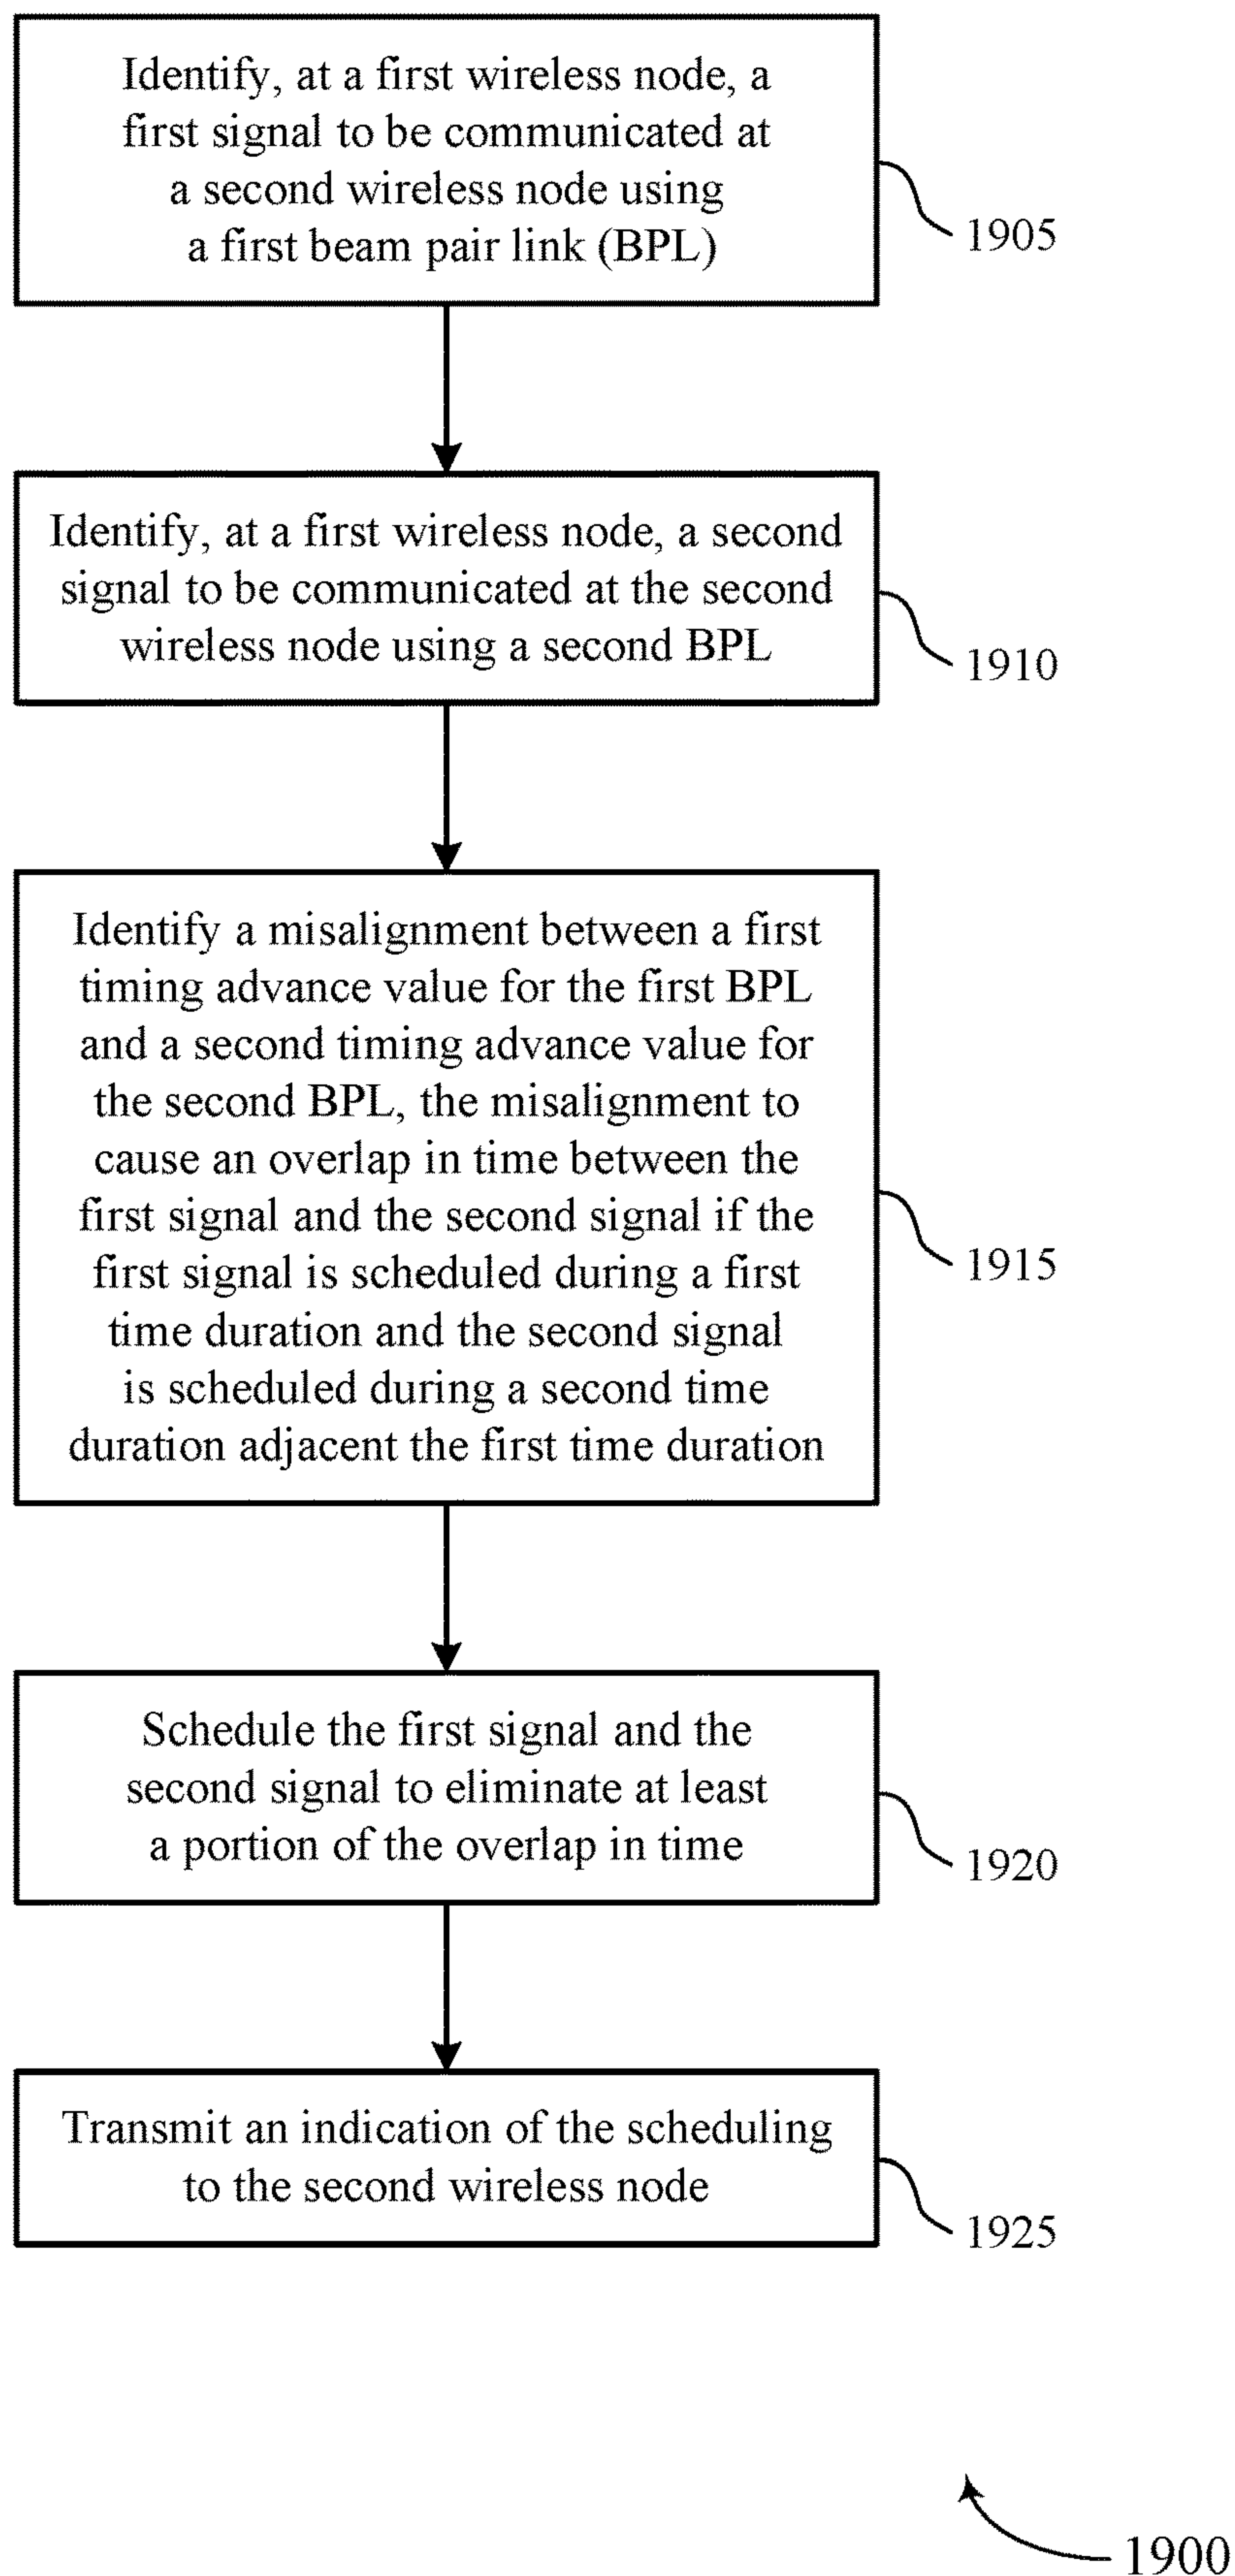 Identify, at a first wireless node, a
first signal to be communicated at
a second wireless node using
a first beam pair link (BPL)
1905
Identify, at a first wireless node, a second
signal to be communicated at the second
wireless node using a second BPL
1910
Identify a misalignment between a first
timing advance value for the first BPL
and a second timing advance value for
the second BPL, the misalignment to
cause an overlap in time between the
first signal and the second signal if the
first signal is scheduled during a first
time duration and the second signal
is scheduled during a second time
duration adjacent the first time duration
1915
Schedule the first signal and the
second signal to eliminate at least
a portion of the overlap in time
1920
Transmit an indication of the scheduling
to the second wireless node
1925
1900